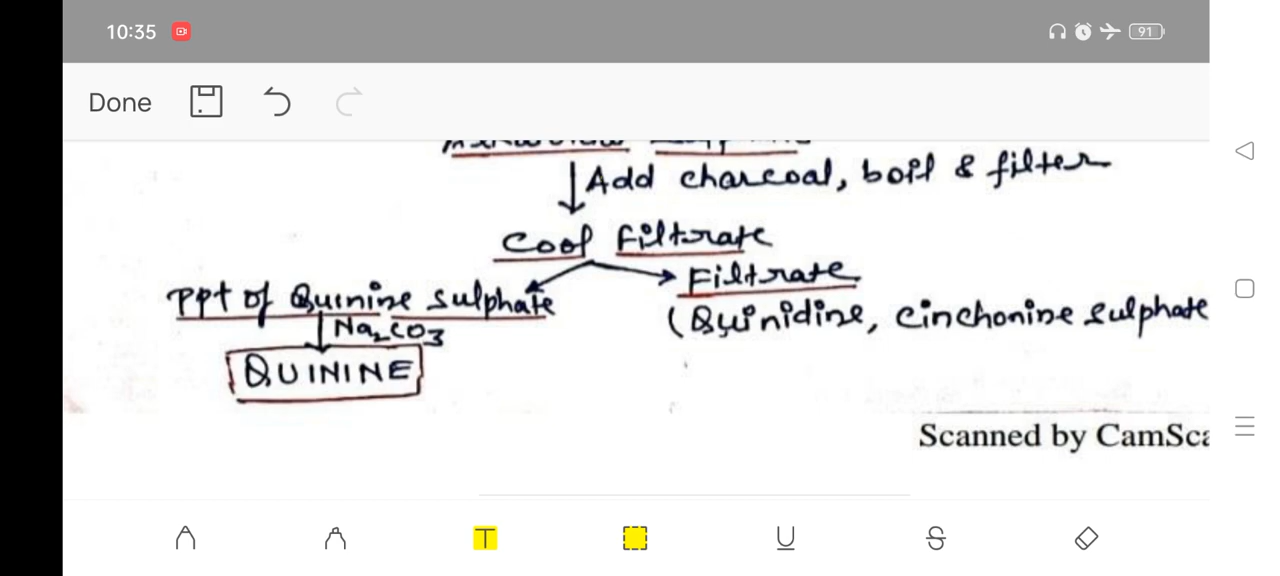 10:35
91
Done
Add charcoal, boil & filter
Cool Filtrate
PPt of Quinine sulphate
Filtrate
(Quinidine, Cinchonine sulphate
Na2CO3
QUININE
Scanned by CamSca
T
U
S